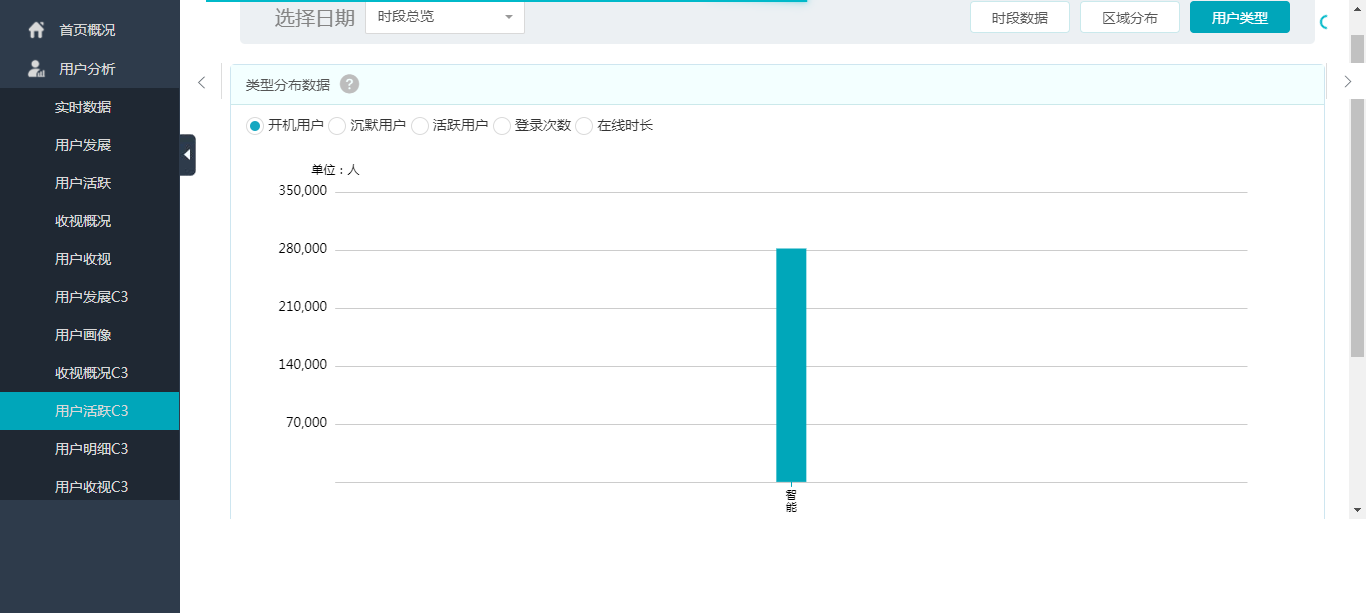 首页概况
用户分析
实时数据
用户发展
用户活跃
收视概况
用户收视
用户发展C3
用户画像
收视概况C3
用户活跃C3
用户明细C3
用户收视C3
选择日期 时段总览 时段数据 区域分布 用户类型
类型分布数据 ?
开机用户 沉默用户 活跃用户 登录次数 在线时长
单位：人
350,000
280,000
210,000
140,000
70,000
智能